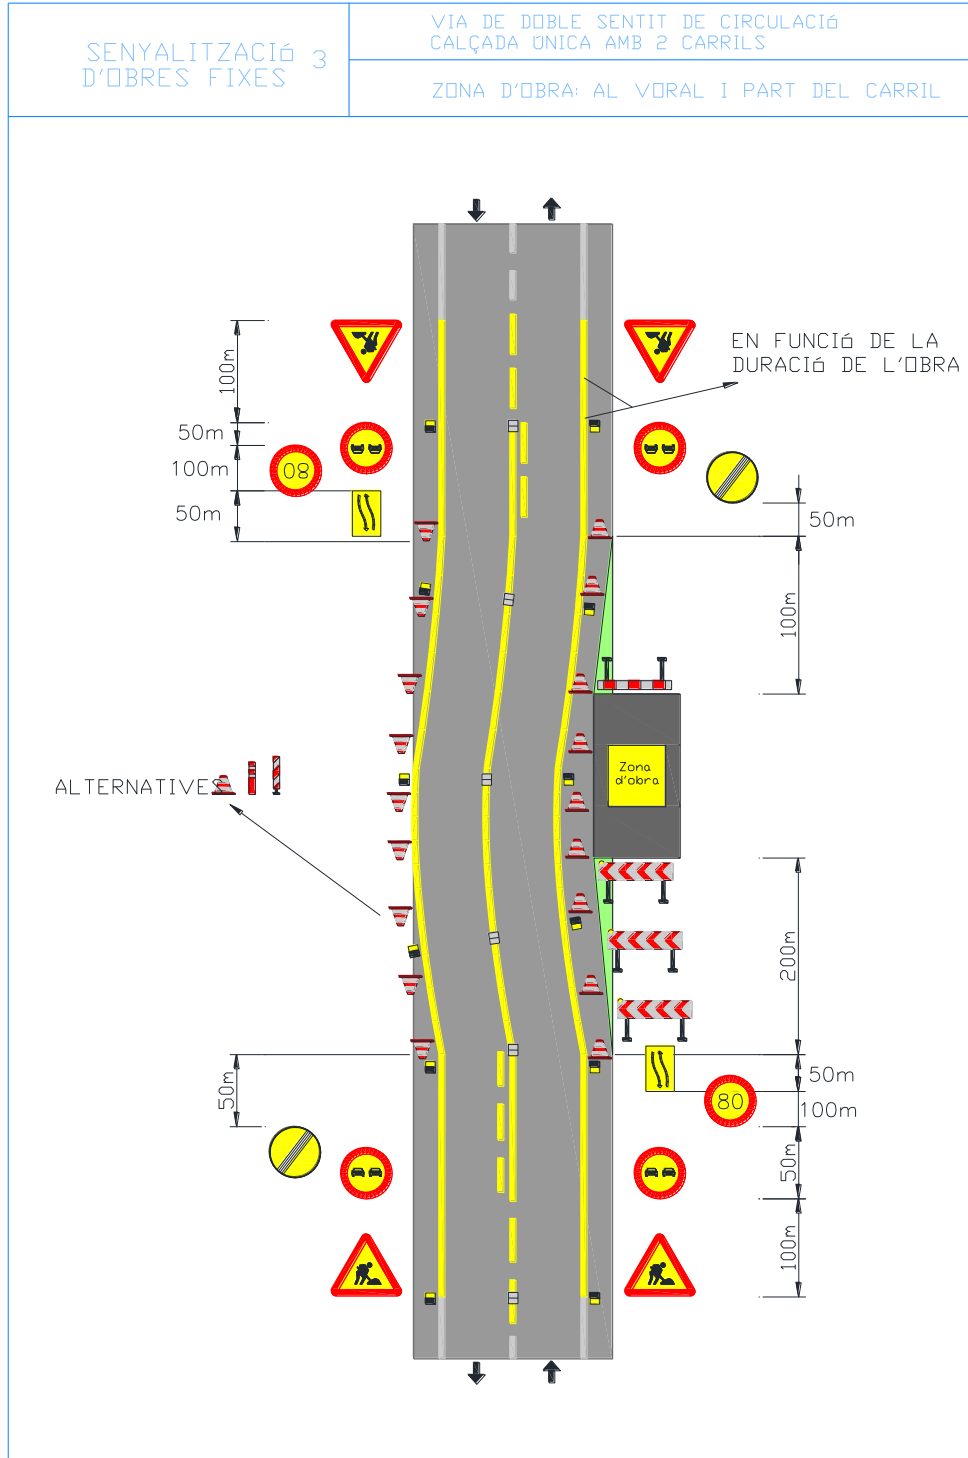 SENYALITZACIó 3
D'OBRES FIXES
VIA DE DOBLE SENTIT DE CIRCULACIó
CALÇADA ÚNICA AMB 2 CARRILS
ZONA D'OBRA: AL VORAL I PART DEL CARRIL
EN FUNCIó DE LA
DURACIó DE L'OBRA
100m
50m
100m
80
50m
50m
100m
Zona
d'obra
ALTERNATIVES
200m
50m
50m
80
100m
50m
100m